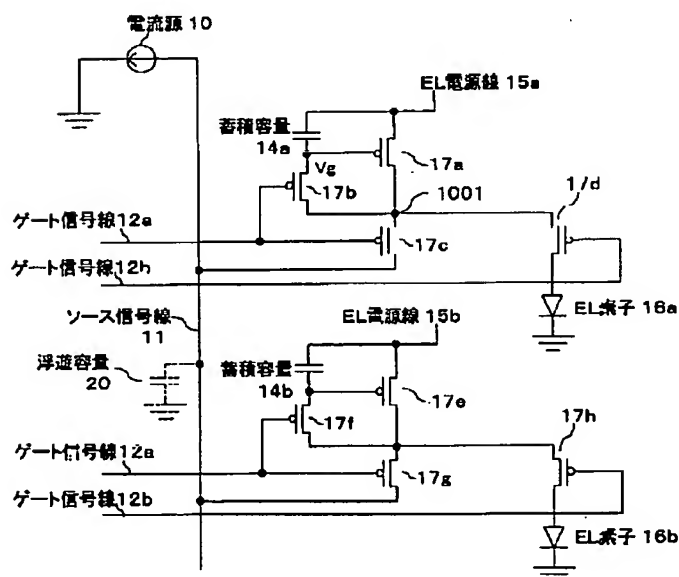 電流源 10
EL電源線 15a
蓄積容量
14a
Vg
17a
17b
1001
1/d
ゲート信号線12a
17c
ゲート信号線12h
ソース信号線
11
EL素子 16a
EL電源線 15b
浮遊容量
20
蓄積容量
14b
17e
17f
17h
ゲート信号線12a
17g
ゲート信号線12b
EL素子 16b